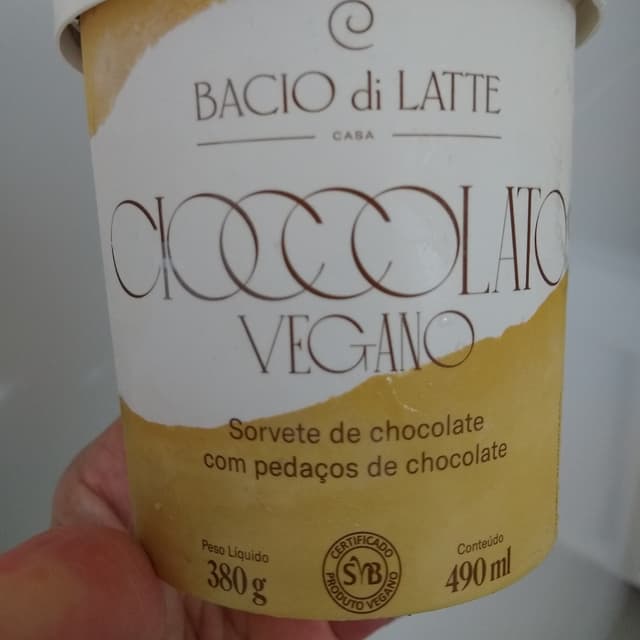 BACIO di LATTE
CASA
CIOCCOLATO
VEGANO
Sorvete de chocolate
com pedaços de chocolate
Peso Líquido
380 g
CERTIFICADO
SVB
PRODUTO VEGANO
Conteúdo
490 ml